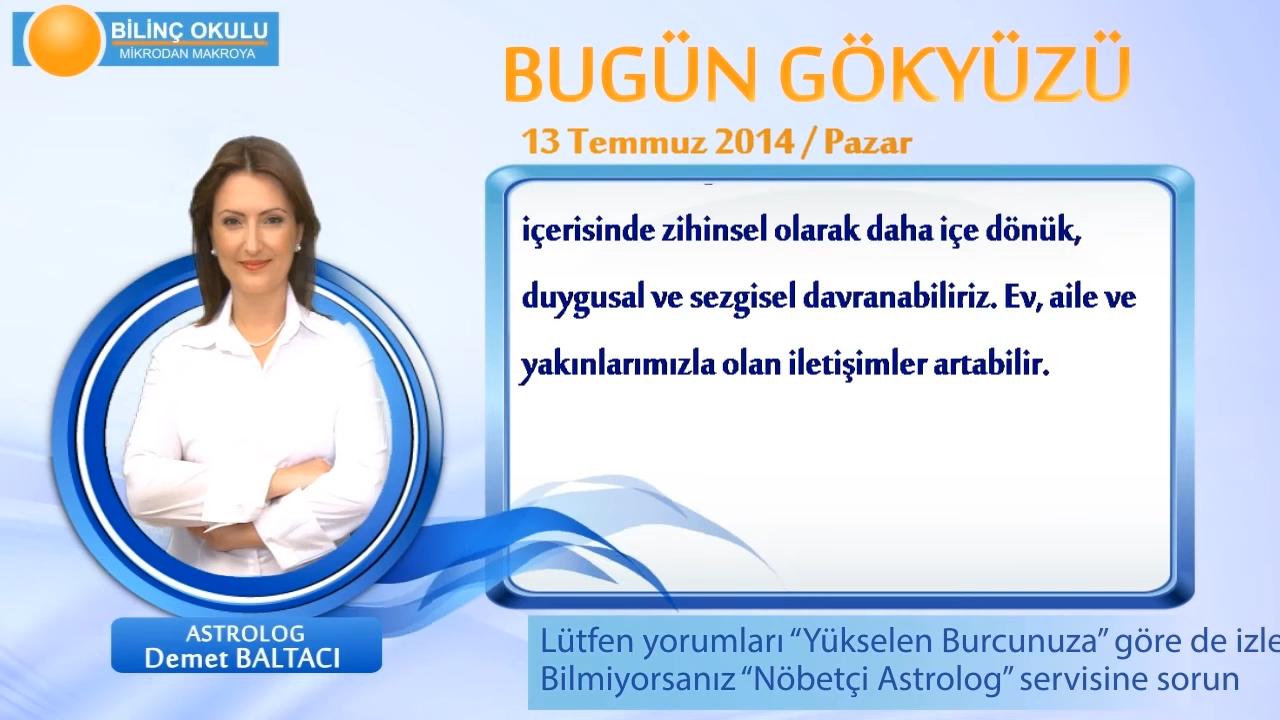 BİLİNÇ OKULU
MİKRODAN MAKROYA
BUGÜN GÖKYÜZÜ
13 Temmuz 2014 / Pazar
içerisinde zihinsel olarak daha içe dönük,
duygusal ve sezgisel davranabiliriz. Ev, aile ve
yakınlarımızla olan iletişimler artabilir.
ASTROLOG
Demet BALTACI
Lütfen yorumları “Yükselen Burcunuza” göre de izle
Bilmiyorsanız “Nöbetçi Astrolog” servisine sorun